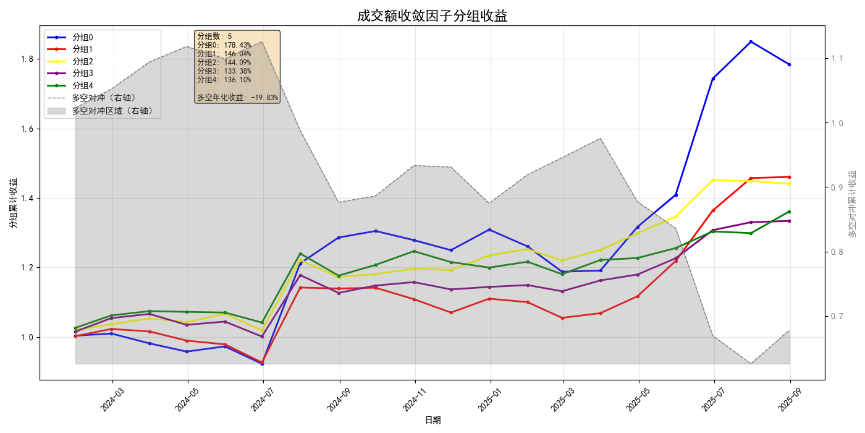 成交额收敛因子分组收益
分组0
分组1
分组2
分组3
分组4
多空对冲（右轴）
多空对冲区域（右轴）
分组数: 5
分组0: 178.43%
分组1: 146.04%
分组2: 144.09%
分组3: 133.38%
分组4: 136.10%
多空年化收益: -19.83%
分组累计收益
1.8
1.6
1.4
1.2
1.0
1.1
1.0
0.9
0.8
0.7
多空对冲累计收益
2024-03
2024-05
2024-07
2024-09
2024-11
2025-01
2025-03
2025-05
2025-07
2025-09
日期